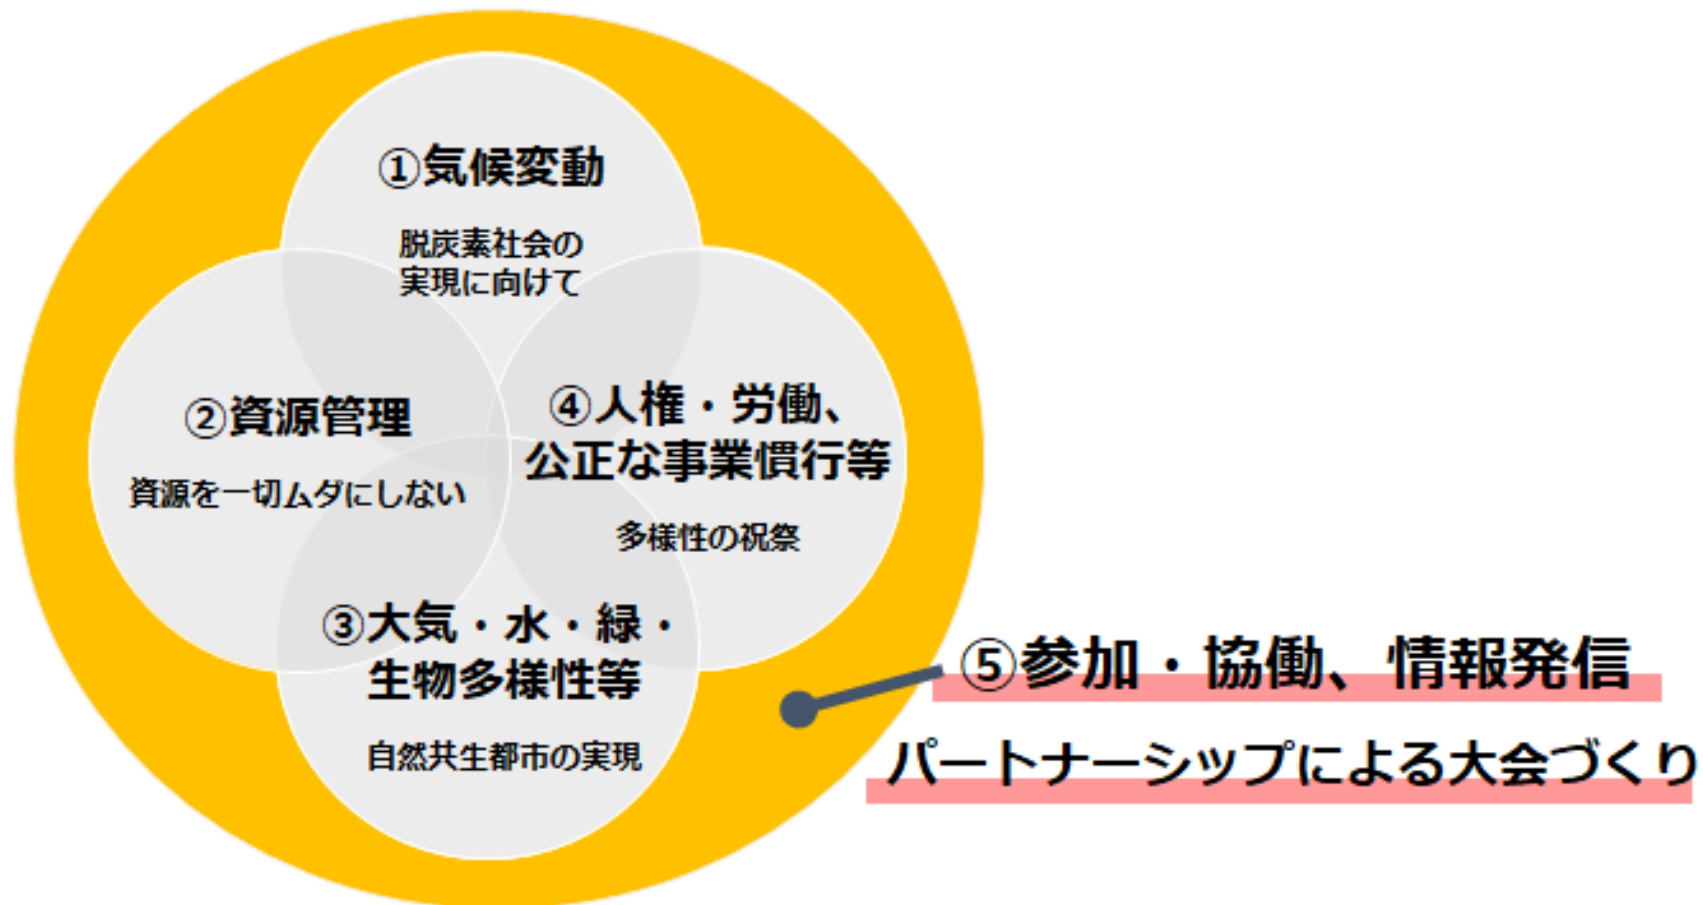 ①気候変動
脱炭素社会の
実現に向けて
②資源管理
資源を一切ムダにしない
③大気・水・緑・
生物多様性等
自然共生都市の実現
④人権・労働、
公正な事業慣行等
多様性の祝祭
⑤参加・協働、情報発信
パートナーシップによる大会づくり